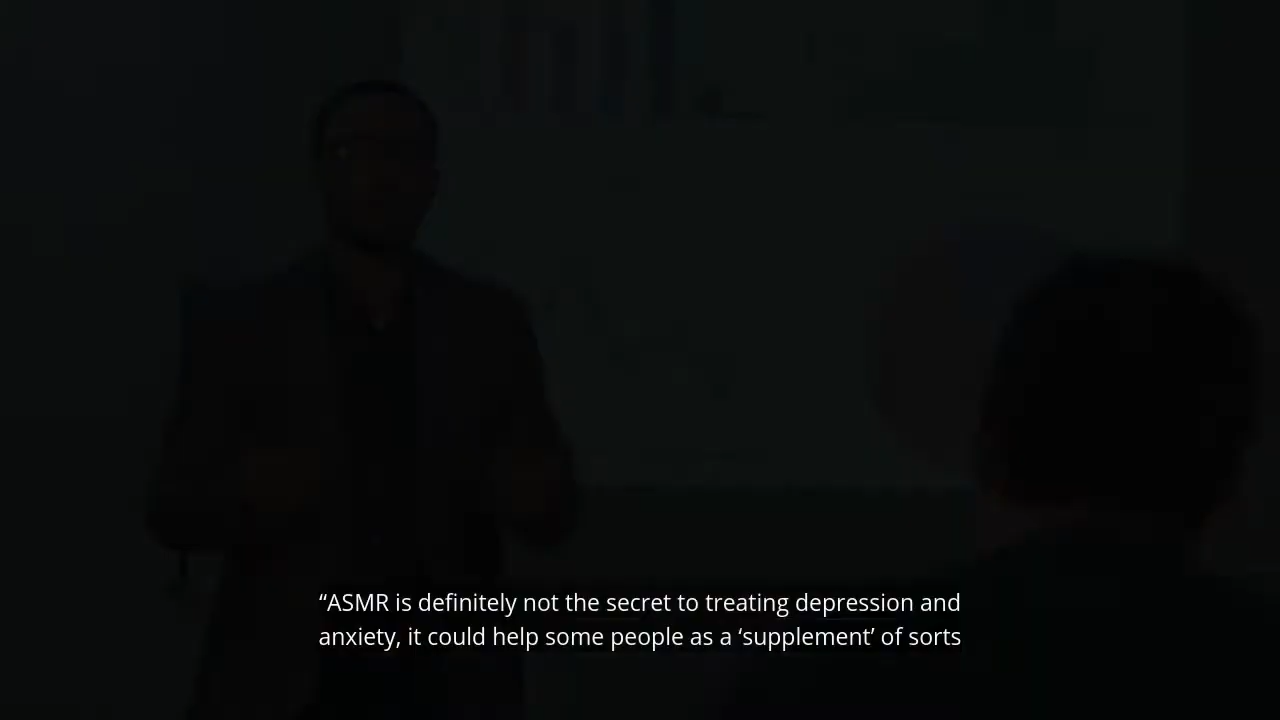 “ASMR is definitely not the secret to treating depression and
anxiety, it could help some people as a ‘supplement’ of sorts